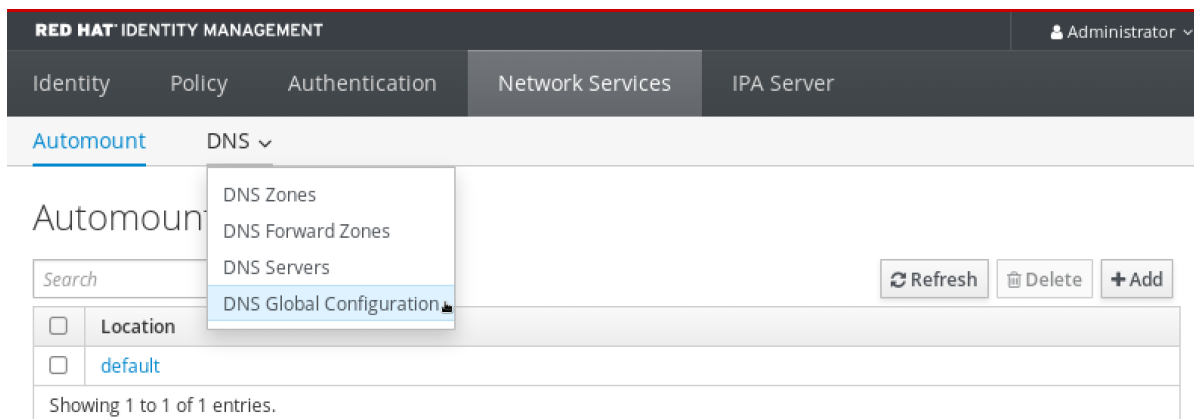 RED HAT IDENTITY MANAGEMENT Administrator
Identity Policy Authentication Network Services IPA Server
Automount DNS
DNS Zones
DNS Forward Zones
DNS Servers
DNS Global Configuration
Automoun
Search Refresh Delete +Add
Location
default
Showing 1 to 1 of 1 entries.